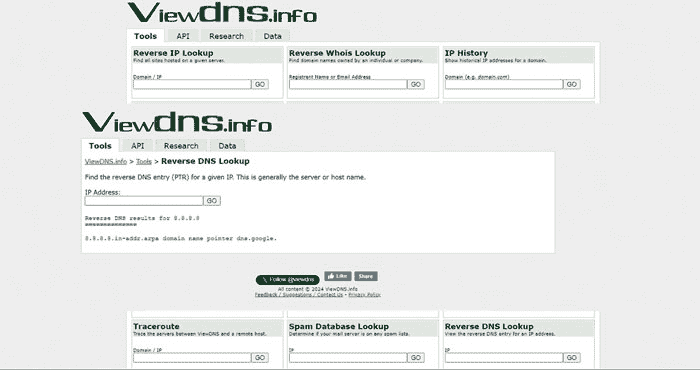 Viewdns.info
Tools API Research Data
Reverse IP Lookup Reverse Whois Lookup IP History
Find all sites hosted on a given server. Find domain names owned by an individual or company. Show historical IP addresses for a domain.
Domain / IP Registrant Name or Email Address Domain (e.g. domain.com)
GO GO GO
Viewdns.info
Tools API Research Data
ViewDNS.info > Tools > Reverse DNS Lookup
Find the reverse DNS entry (PTR) for a given IP. This is generally the server or host name.
IP Address:
GO
Reverse DNS results for 8.8.8.8
==============
8.8.8.8.in-addr.arpa domain name pointer dns.google.
Follow @viewdns Like Share
All content © 2024 ViewDNS.info
Feedback / Suggestions / Contact Us - Privacy Policy
Traceroute Spam Database Lookup Reverse DNS Lookup
Trace the servers between ViewDNS and a remote host. Determine if your mail server is on any spam lists. View the reverse DNS entry for an IP address.
Domain / IP IP IP
GO GO GO